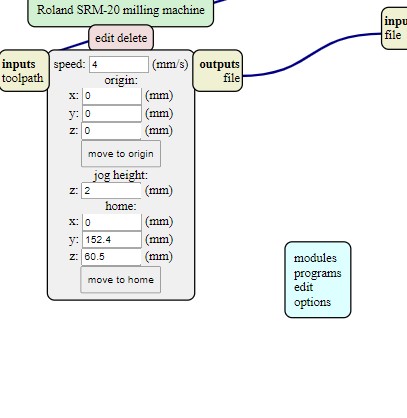 Roland SRM-20 milling machine
edit delete
inputs
toolpath
speed: 4 (mm/s)
origin:
x: 0 (mm)
y: 0 (mm)
z: 0 (mm)
move to origin
jog height:
z: 2 (mm)
home:
x: 0 (mm)
y: 152.4 (mm)
z: 60.5 (mm)
move to home
outputs
file
inpu
file
modules
programs
edit
options